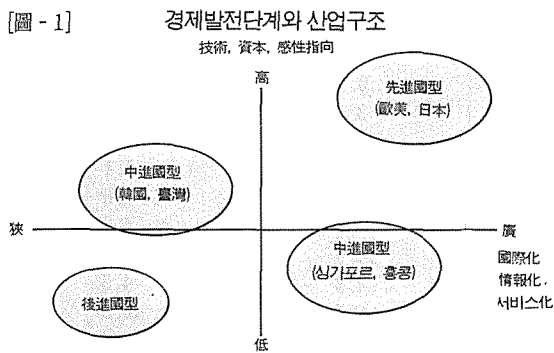 [圖 - 1]
경제발전단계와 산업구조
技術, 資本, 感性指向
高
先進國型
(歐美, 日本)
中進國型
(韓國, 臺灣)
狹
廣
中進國型
(싱가포르, 홍콩)
國際化
情報化,
서비스化
後進國型
低